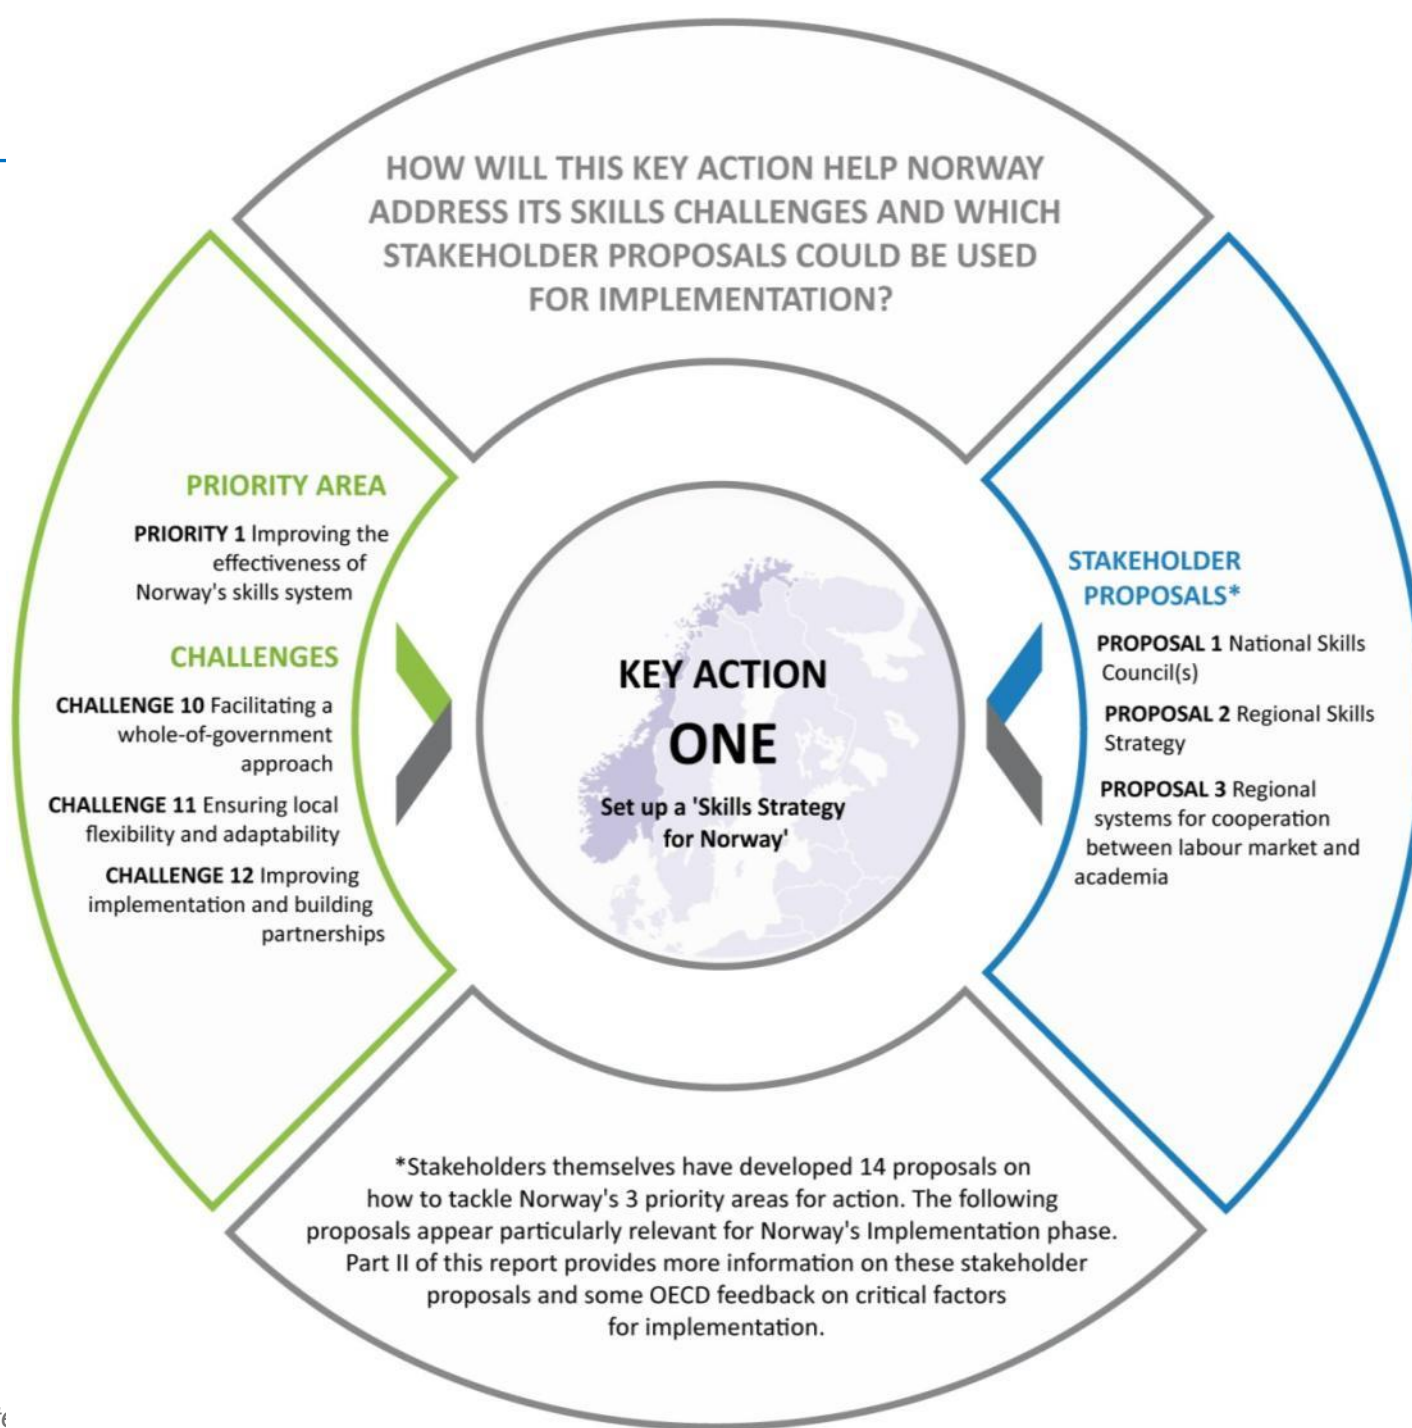 HOW WILL THIS KEY ACTION HELP NORWAY
ADDRESS ITS SKILLS CHALLENGES AND WHICH
STAKEHOLDER PROPOSALS COULD BE USED
FOR IMPLEMENTATION?
PRIORITY AREA
PRIORITY 1 Improving the
effectiveness of
Norway's skills system
CHALLENGES
CHALLENGE 10 Facilitating a
whole-of-government
approach
CHALLENGE 11 Ensuring local
flexibility and adaptability
CHALLENGE 12 Improving
implementation and building
partnerships
KEY ACTION
ONE
Set up a 'Skills Strategy
for Norway'
STAKEHOLDER
PROPOSALS*
PROPOSAL 1 National Skills
Council(s)
PROPOSAL 2 Regional Skills
Strategy
PROPOSAL 3 Regional
systems for cooperation
between labour market and
academia
*Stakeholders themselves have developed 14 proposals on
how to tackle Norway's 3 priority areas for action. The following
proposals appear particularly relevant for Norway's Implementation phase.
Part II of this report provides more information on these stakeholder
proposals and some OECD feedback on critical factors
for implementation.